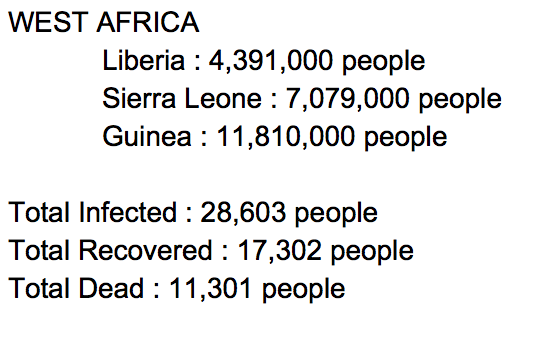 WEST AFRICA
Liberia : 4,391,000 people
Sierra Leone : 7,079,000 people
Guinea : 11,810,000 people
Total Infected : 28,603 people
Total Recovered : 17,302 people
Total Dead : 11,301 people